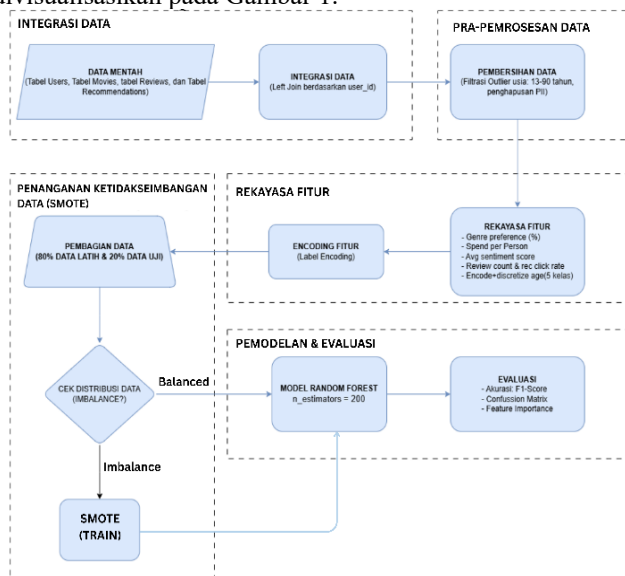 divisualisasikan pada Gambar 1.
INTEGRASI DATA
DATA MENTAH
(Tabel Users, Tabel Movies, tabel Reviews, dan Tabel
Recommendations)
INTEGRASI DATA
(Left Join berdasarkan user_id)
PRA-PEMROSESAN DATA
PEMBERSIHAN DATA
(Filtrasi Outlier usia: 13-90 tahun,
penghapusan PII)
REKAYASA FITUR
REKAYASA FITUR
- Genre preference (%)
- Spend per Person
- Avg sentiment score
- Review count & rec click rate
- Encode+discretize age(5 kelas)
ENCODING FITUR
(Label Encoding)
PENANGANAN KETIDAKSEIMBANGAN
DATA (SMOTE)
PEMBAGIAN DATA
(80% DATA LATIH & 20% DATA UJI)
CEK DISTRIBUSI DATA
(IMBALANCE?)
Balanced
Imbalance
SMOTE
(TRAIN)
PEMODELAN & EVALUASI
MODEL RANDOM FOREST
n_estimators = 200
EVALUASI
- Akurasi: F1-Score
- Confussion Matrix
- Feature Importance